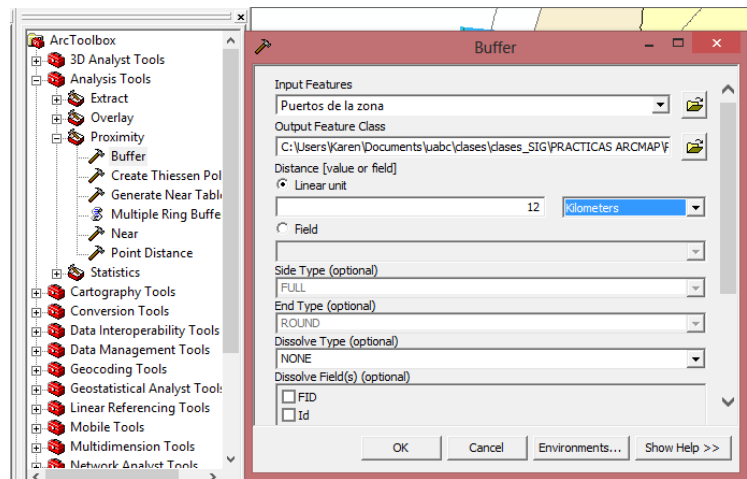 ArcToolbox
3D Analyst Tools
Analysis Tools
Extract
Overlay
Proximity
Buffer
Create Thiessen Pol
Generate Near Table
Multiple Ring Buffe
Near
Point Distance
Statistics
Cartography Tools
Conversion Tools
Data Interoperability Tools
Data Management Tools
Geocoding Tools
Geostatistical Analyst Tools
Linear Referencing Tools
Mobile Tools
Multidimension Tools
Network Analyst Tools
Buffer
Input Features
Puertos de la zona
Output Feature Class
C:\Users\Karen\Documents\uabc\clases\clases_SIG\PRACTICAS ARCMAP\F
Distance [value or field]
Linear unit
12 Kilometers
Field
Side Type (optional)
FULL
End Type (optional)
ROUND
Dissolve Type (optional)
NONE
Dissolve Field(s) (optional)
FID
Id
OK Cancel Environments... Show Help >>